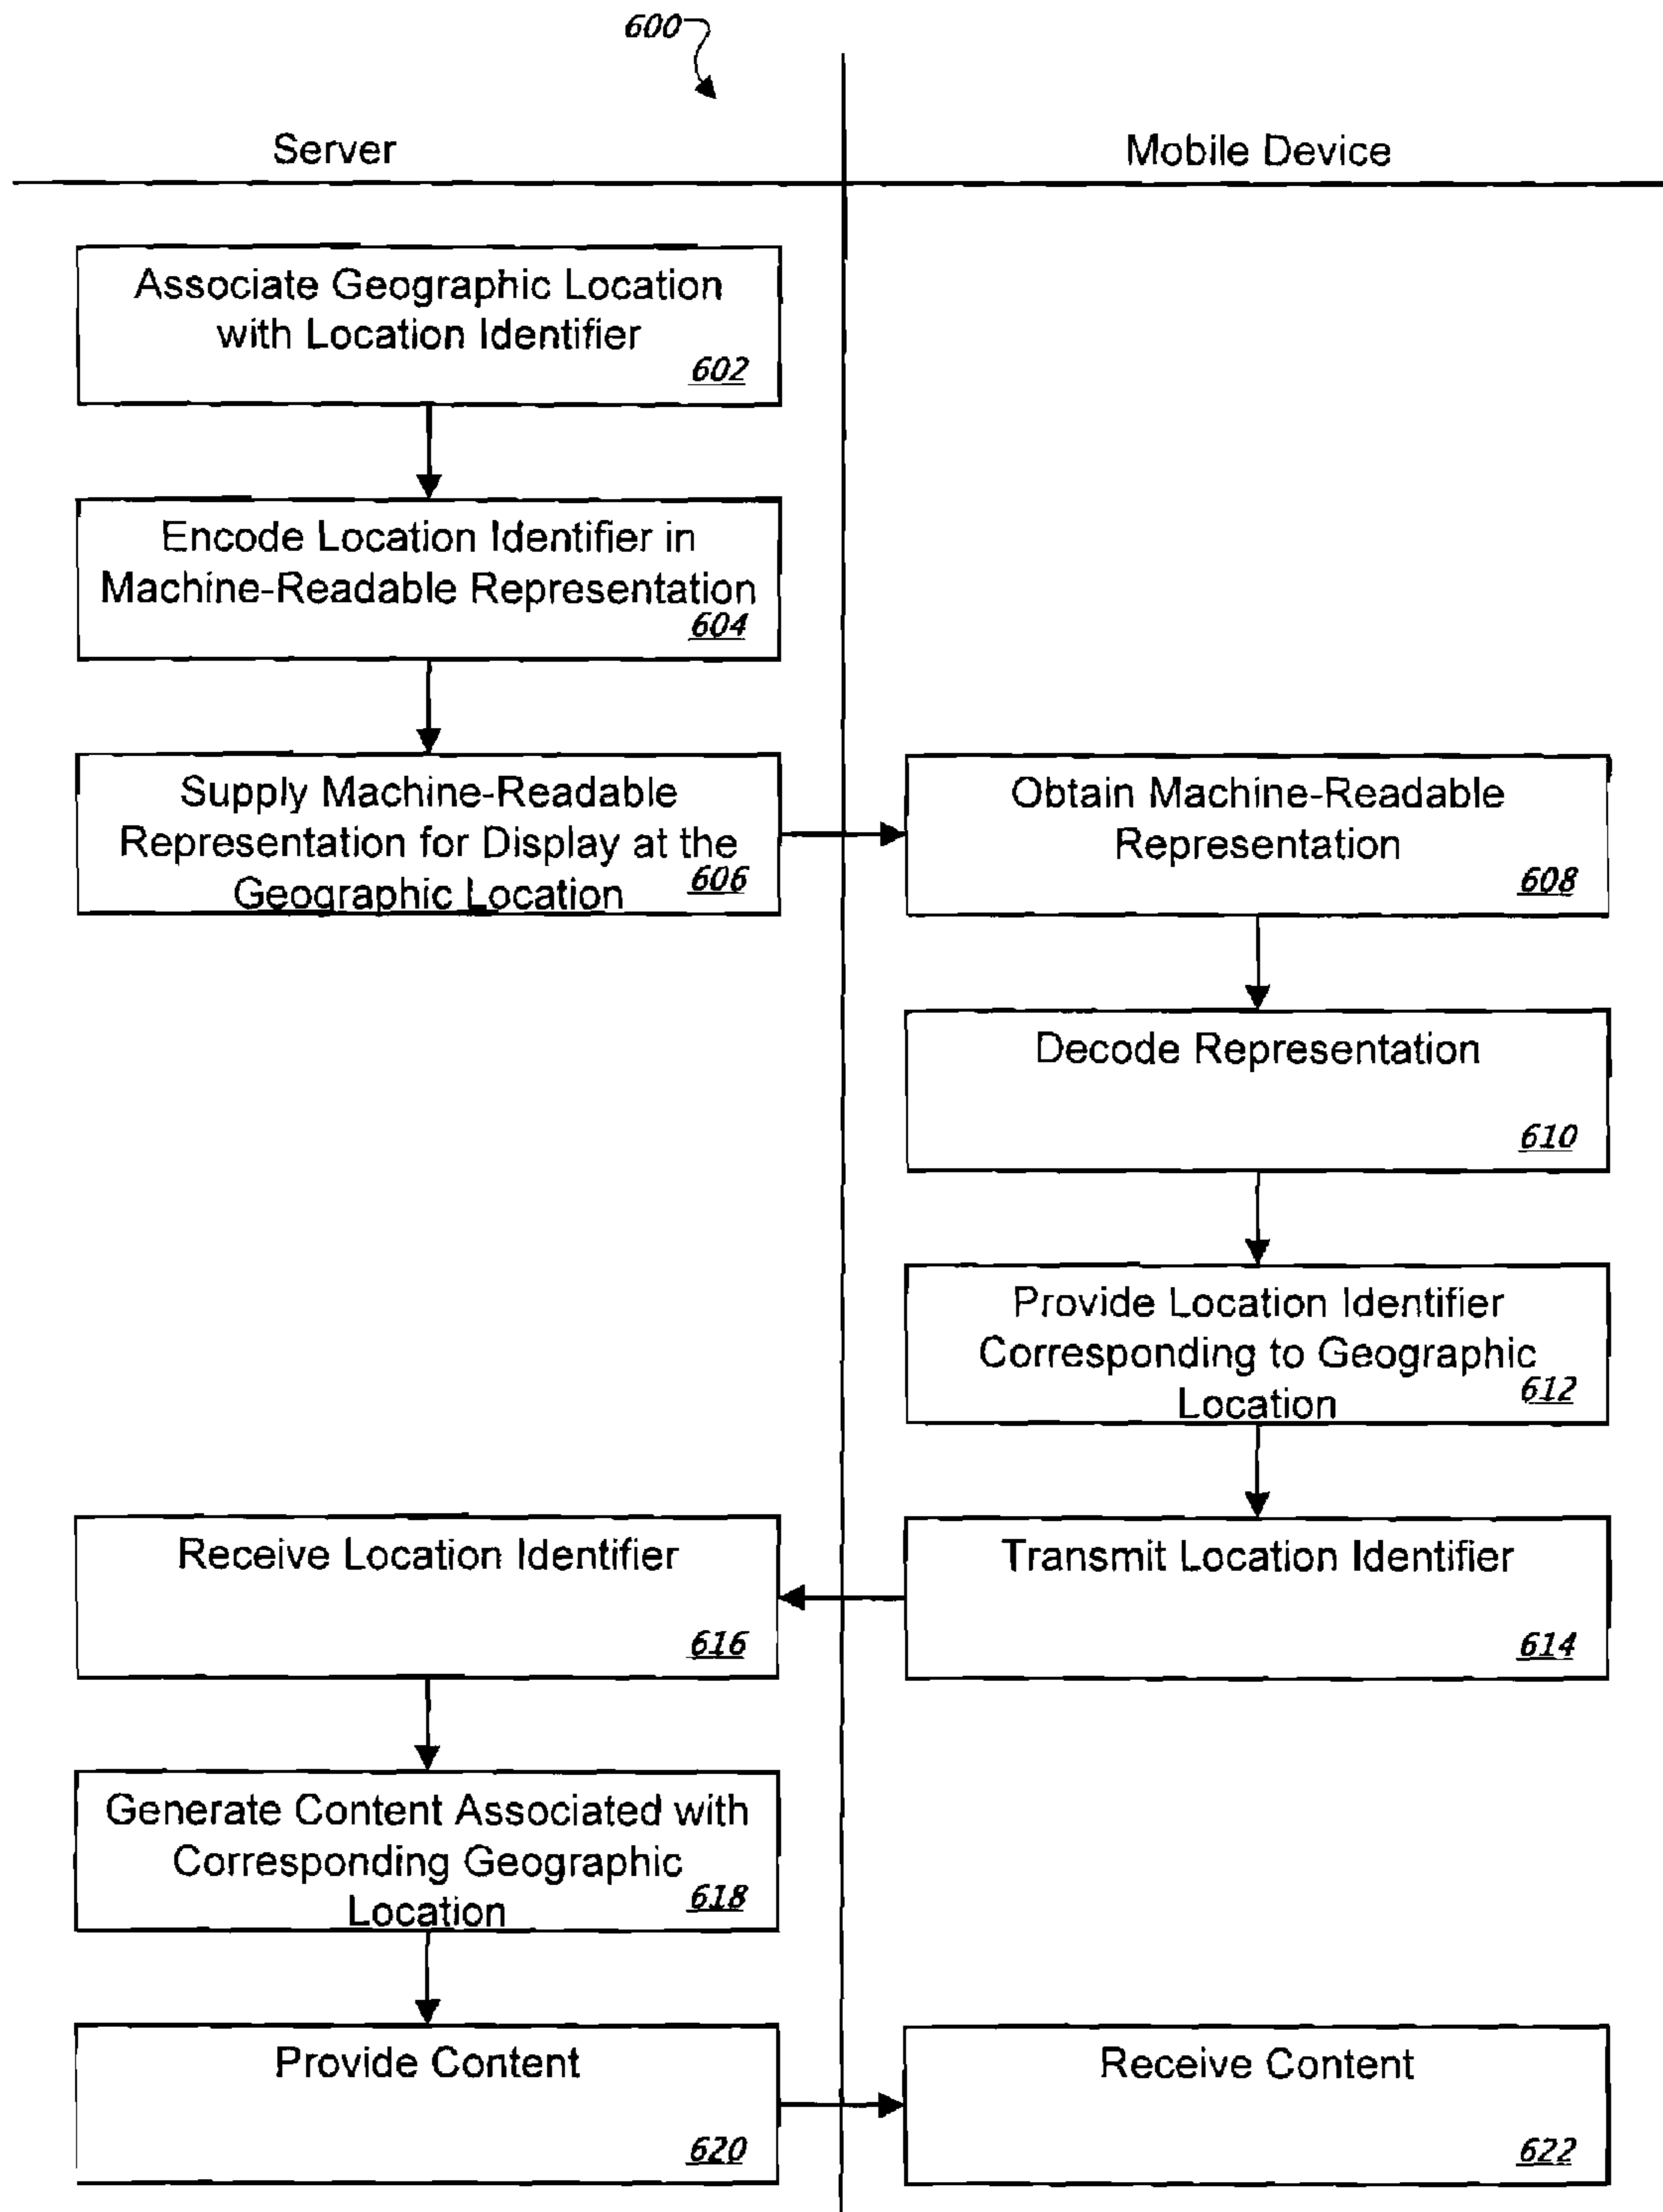 600
Server
Mobile Device
Associate Geographic Location
with Location Identifier
602
Encode Location Identifier in
Machine-Readable Representation
604
Supply Machine-Readable
Representation for Display at the
Geographic Location
606
Obtain Machine-Readable
Representation
608
Decode Representation
610
Provide Location Identifier
Corresponding to Geographic
Location
612
Transmit Location Identifier
614
Receive Location Identifier
616
Generate Content Associated with
Corresponding Geographic
Location
618
Provide Content
620
Receive Content
622